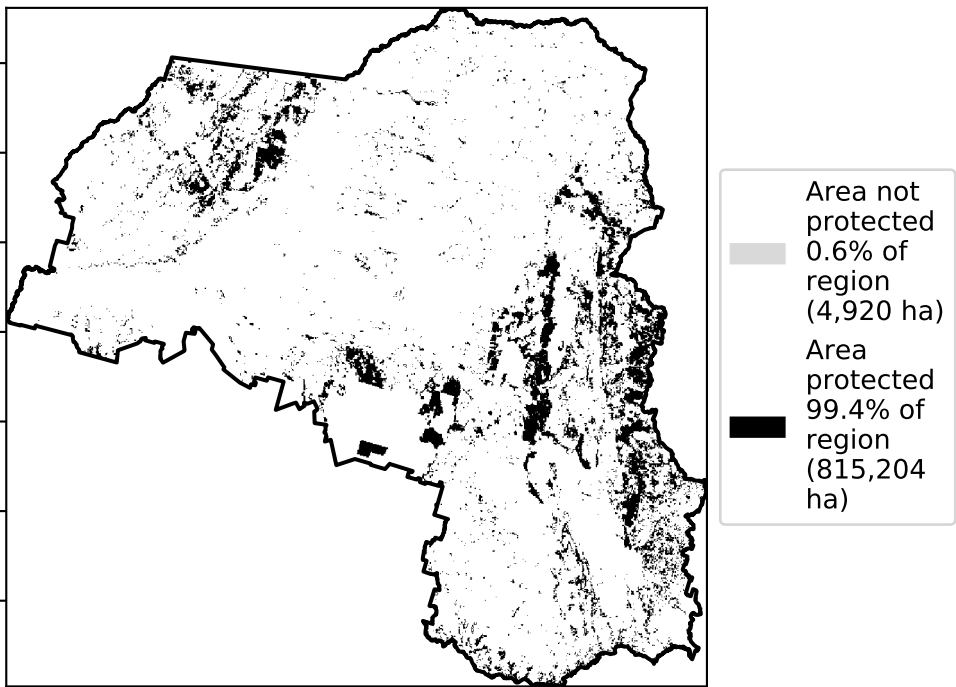 Area not
protected
0.6% of
region
(4,920 ha)
Area
protected
99.4% of
region
(815,204
ha)